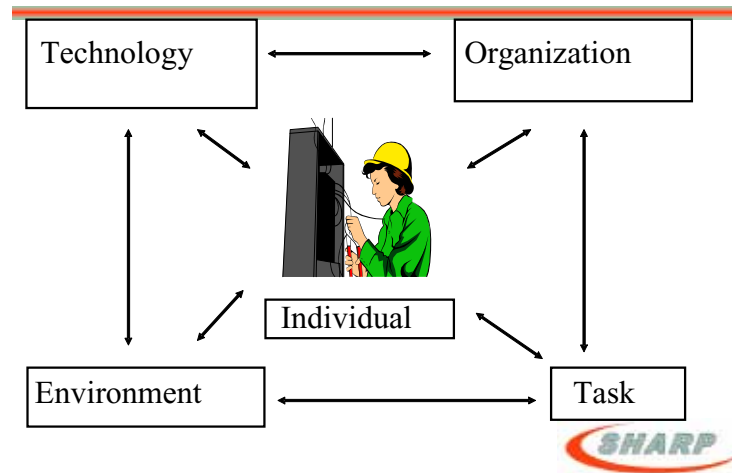 Technology
Organization
Individual
Environment
Task
SHARP